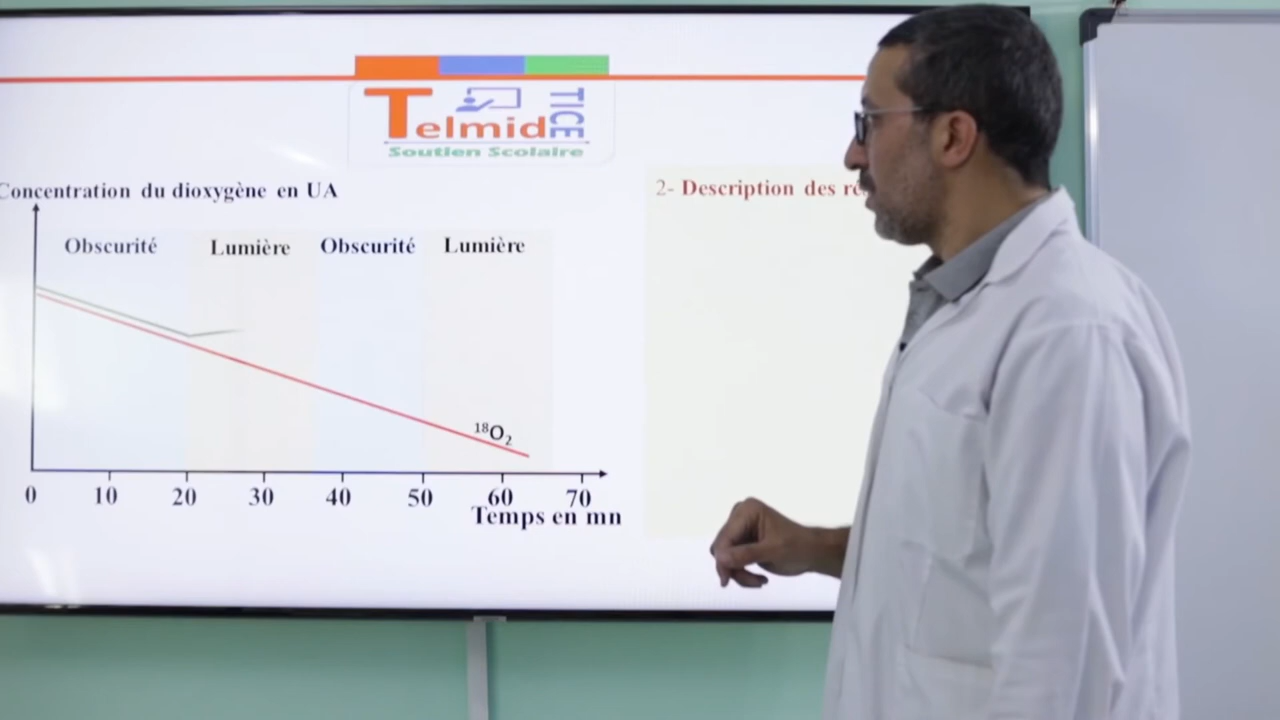 Telmid TICE
Soutien Scolaire
Concentration du dioxygène en UA
2- Description des
Obscurité Lumière Obscurité Lumière
¹⁸O₂
0 10 20 30 40 50 60 70
Temps en mn